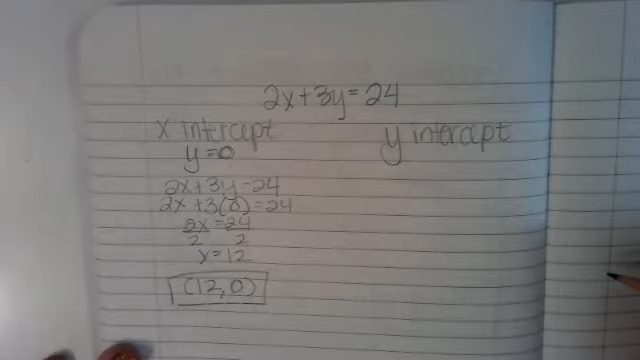 2x+3y=24
x intercept
y intercept
y=0
2x+3y=24
2x+3(0)=24
2x=24
2 2
x=12
(12,0)